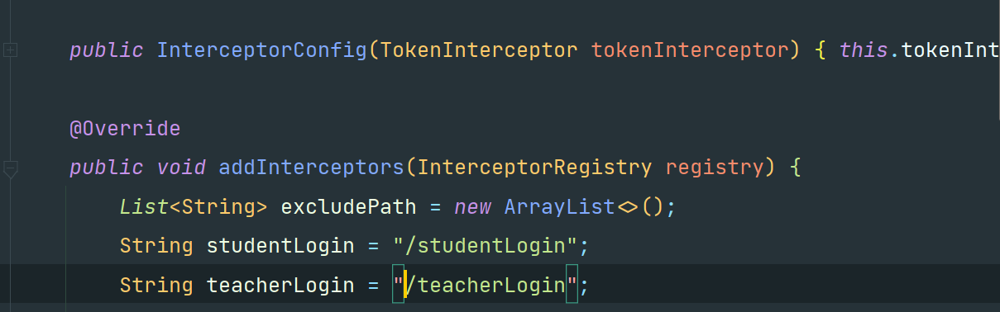 public InterceptorConfig(TokenInterceptor tokenInterceptor) { this.tokenInt
@Override
public void addInterceptors(InterceptorRegistry registry) {
List<String> excludePath = new ArrayList<>();
String studentLogin = "/studentLogin";
String teacherLogin = "/teacherLogin";